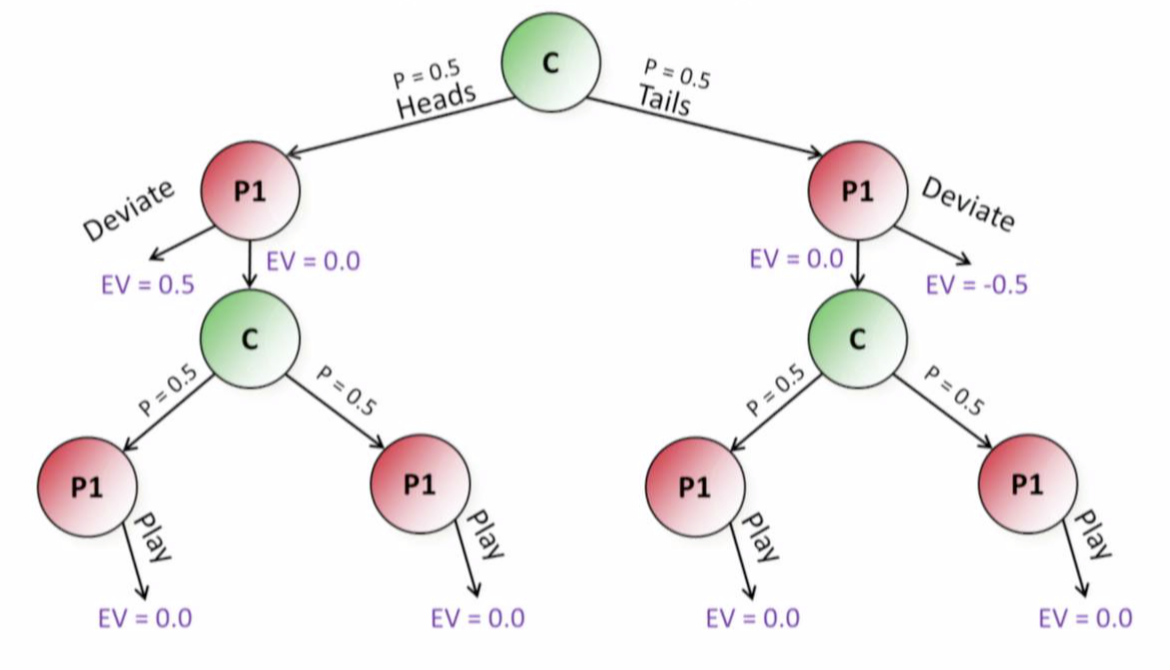 C
P = 0.5
Heads
P = 0.5
Tails
P1
P1
Deviate
Deviate
EV = 0.5
EV = 0.0
EV = 0.0
EV = -0.5
C
C
P = 0.5
P = 0.5
P = 0.5
P = 0.5
P1
P1
P1
P1
Play
Play
Play
Play
EV = 0.0
EV = 0.0
EV = 0.0
EV = 0.0